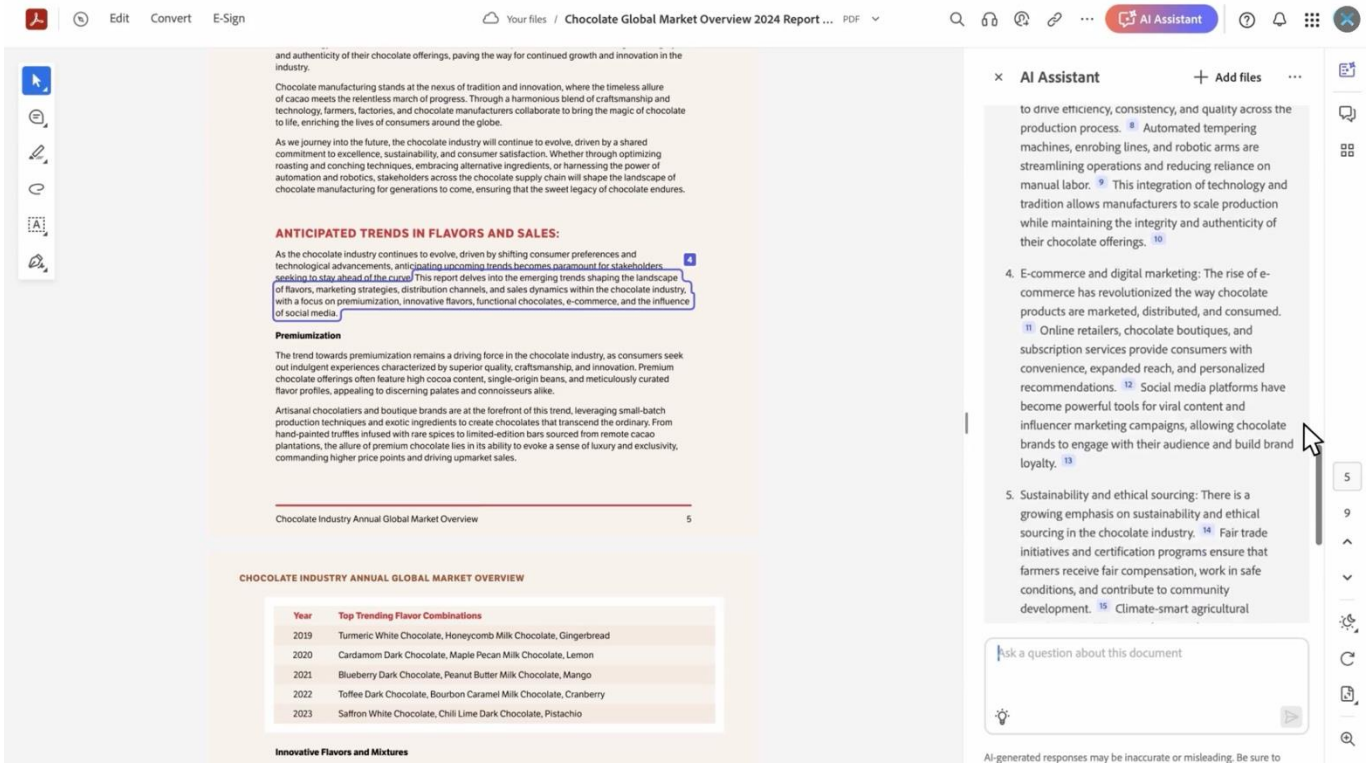 Edit Convert E-Sign
Your files / Chocolate Global Market Overview 2024 Report ... PDF
AI Assistant
and authenticity of their chocolate offerings, paving the way for continued growth and innovation in the
industry.
Chocolate manufacturing stands at the nexus of tradition and innovation, where the timeless allure
of cacao meets the relentless march of progress. Through a harmonious blend of craftsmanship and
technology, farmers, factories, and chocolate manufacturers collaborate to bring the magic of chocolate
to life, enriching the lives of consumers around the globe.
As we journey into the future, the chocolate industry will continue to evolve, driven by a shared
commitment to excellence, sustainability, and consumer satisfaction. Whether through optimizing
roasting and conching techniques, embracing alternative ingredients, or harnessing the power of
automation and robotics, stakeholders across the chocolate supply chain will shape the landscape of
chocolate manufacturing for generations to come, ensuring that the sweet legacy of chocolate endures.
ANTICIPATED TRENDS IN FLAVORS AND SALES:
As the chocolate industry continues to evolve, driven by shifting consumer preferences and
technological advancements, anticipating upcoming trends becomes paramount for stakeholders
4
seeking to stay ahead of the curve. This report delves into the emerging trends shaping the landscape
of flavors, marketing strategies, distribution channels, and sales dynamics within the chocolate industry,
with a focus on premiumization, innovative flavors, functional chocolates, e-commerce, and the influence
of social media.
Premiumization
The trend towards premiumization remains a driving force in the chocolate industry, as consumers seek
out indulgent experiences characterized by superior quality, craftsmanship, and innovation. Premium
chocolate offerings often feature high cocoa content, single-origin beans, and meticulously curated
flavor profiles, appealing to discerning palates and connoisseurs alike.
Artisanal chocolatiers and boutique brands are at the forefront of this trend, leveraging small-batch
production techniques and exotic ingredients to create chocolates that transcend the ordinary. From
hand-painted truffles infused with rare spices to limited-edition bars sourced from remote cacao
plantations, the allure of premium chocolate lies in its ability to evoke a sense of luxury and exclusivity,
commanding higher price points and driving upmarket sales.
Chocolate Industry Annual Global Market Overview 5
CHOCOLATE INDUSTRY ANNUAL GLOBAL MARKET OVERVIEW
Year Top Trending Flavor Combinations
2019 Turmeric White Chocolate, Honeycomb Milk Chocolate, Gingerbread
2020 Cardamom Dark Chocolate, Maple Pecan Milk Chocolate, Lemon
2021 Blueberry Dark Chocolate, Peanut Butter Milk Chocolate, Mango
2022 Toffee Dark Chocolate, Bourbon Caramel Milk Chocolate, Cranberry
2023 Saffron White Chocolate, Chili Lime Dark Chocolate, Pistachio
Innovative Flavors and Mixtures
AI Assistant
Add files
to drive efficiency, consistency, and quality across the
production process. 8 Automated tempering
machines, enrobing lines, and robotic arms are
streamlining operations and reducing reliance on
manual labor. 9 This integration of technology and
tradition allows manufacturers to scale production
while maintaining the integrity and authenticity of
their chocolate offerings. 10
4. E-commerce and digital marketing: The rise of e-
commerce has revolutionized the way chocolate
products are marketed, distributed, and consumed.
11 Online retailers, chocolate boutiques, and
subscription services provide consumers with
convenience, expanded reach, and personalized
recommendations. 12 Social media platforms have
become powerful tools for viral content and
influencer marketing campaigns, allowing chocolate
brands to engage with their audience and build brand
loyalty. 13
5. Sustainability and ethical sourcing: There is a
growing emphasis on sustainability and ethical
sourcing in the chocolate industry. 14 Fair trade
initiatives and certification programs ensure that
farmers receive fair compensation, work in safe
conditions, and contribute to community
development. 15 Climate-smart agricultural
Ask a question about this document
AI-generated responses may be inaccurate or misleading. Be sure to
5
9